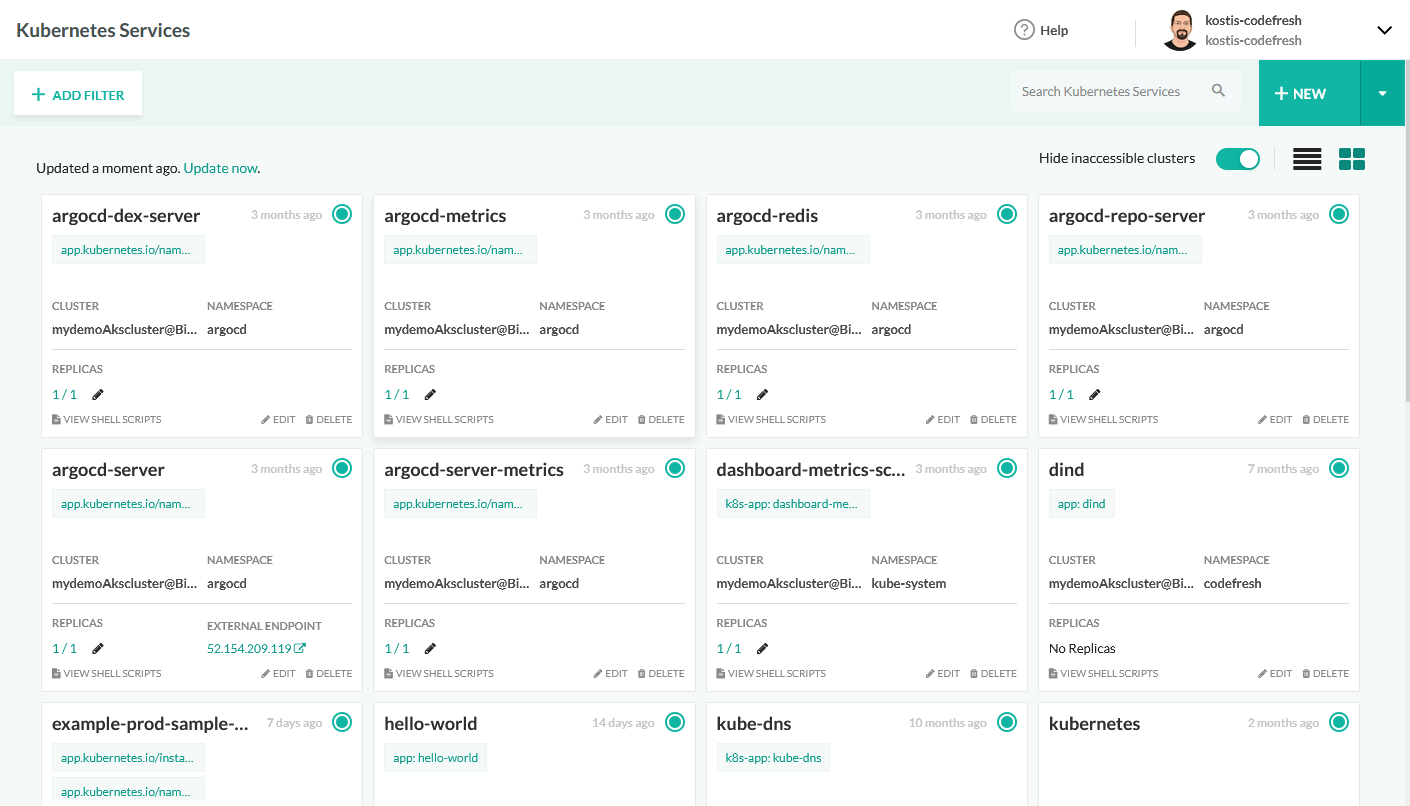 Kubernetes Services
Help
kostis-codefresh
kostis-codefresh
ADD FILTER
Search Kubernetes Services
NEW
Updated a moment ago. Update now.
Hide inaccessible clusters
argocd-dex-server 3 months ago
app.kubernetes.io/nam...
CLUSTER NAMESPACE
mydemoAkscluster@Bi... argocd
REPLICAS
1 / 1
VIEW SHELL SCRIPTS EDIT DELETE
argocd-metrics 3 months ago
app.kubernetes.io/nam...
CLUSTER NAMESPACE
mydemoAkscluster@Bi... argocd
REPLICAS
1 / 1
VIEW SHELL SCRIPTS EDIT DELETE
argocd-redis 3 months ago
app.kubernetes.io/nam...
CLUSTER NAMESPACE
mydemoAkscluster@Bi... argocd
REPLICAS
1 / 1
VIEW SHELL SCRIPTS EDIT DELETE
argocd-repo-server 3 months ago
app.kubernetes.io/nam...
CLUSTER NAMESPACE
mydemoAkscluster@Bi... argocd
REPLICAS
1 / 1
VIEW SHELL SCRIPTS EDIT DELETE
argocd-server 3 months ago
app.kubernetes.io/nam...
CLUSTER NAMESPACE
mydemoAkscluster@Bi... argocd
REPLICAS EXTERNAL ENDPOINT
1 / 1 52.154.209.119
VIEW SHELL SCRIPTS EDIT DELETE
argocd-server-metrics 3 months ago
app.kubernetes.io/nam...
CLUSTER NAMESPACE
mydemoAkscluster@Bi... argocd
REPLICAS
1 / 1
VIEW SHELL SCRIPTS EDIT DELETE
dashboard-metrics-sc... 3 months ago
k8s-app: dashboard-me...
CLUSTER NAMESPACE
mydemoAkscluster@Bi... kube-system
REPLICAS
1 / 1
VIEW SHELL SCRIPTS EDIT DELETE
dind 7 months ago
app: dind
CLUSTER NAMESPACE
mydemoAkscluster@Bi... codefresh
REPLICAS
No Replicas
VIEW SHELL SCRIPTS EDIT DELETE
example-prod-sample-... 7 days ago
app.kubernetes.io/insta...
app.kubernetes.io/nam...
hello-world 14 days ago
app: hello-world
kube-dns 10 months ago
k8s-app: kube-dns
kubernetes 2 months ago